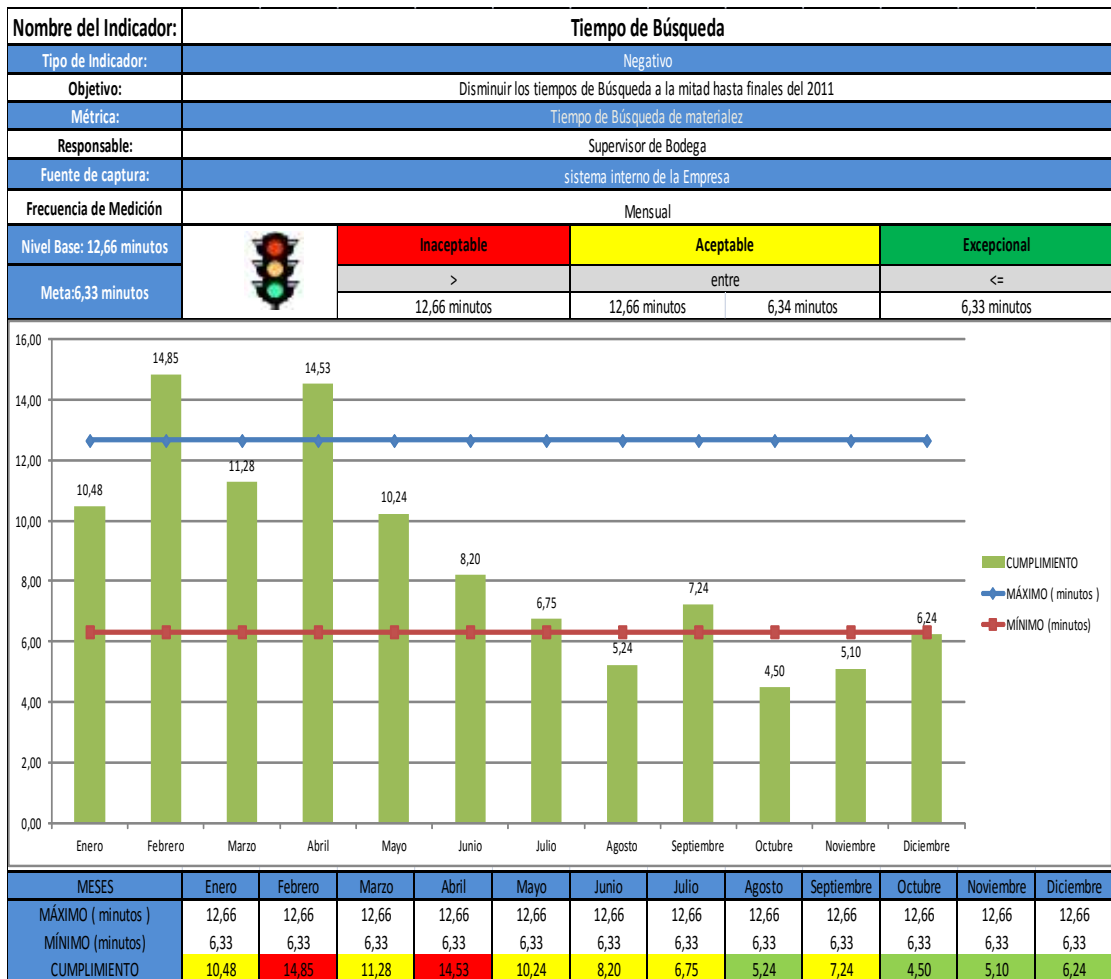 Nombre del Indicador: Tiempo de Búsqueda
Tipo de Indicador: Negativo
Objetivo: Disminuir los tiempos de Búsqueda a la mitad hasta finales del 2011
Métrica: Tiempo de Búsqueda de materialez
Responsable: Supervisor de Bodega
Fuente de captura: sistema interno de la Empresa
Frecuencia de Medición Mensual
Nivel Base: 12,66 minutos Inaceptable Aceptable Excepcional
Meta:6,33 minutos > entre <=
12,66 minutos 12,66 minutos 6,34 minutos 6,33 minutos
16,00
14,00
12,00
10,00
8,00
6,00
4,00
2,00
0,00
10,48 14,85 11,28 14,53 10,24 8,20 6,75 5,24 7,24 4,50 5,10 6,24
CUMPLIMIENTO
MÁXIMO ( minutos )
MÍNIMO (minutos)
Enero Febrero Marzo Abril Mayo Junio Julio Agosto Septiembre Octubre Noviembre Diciembre
MESES Enero Febrero Marzo Abril Mayo Junio Julio Agosto Septiembre Octubre Noviembre Diciembre
MÁXIMO ( minutos ) 12,66 12,66 12,66 12,66 12,66 12,66 12,66 12,66 12,66 12,66 12,66 12,66
MÍNIMO (minutos) 6,33 6,33 6,33 6,33 6,33 6,33 6,33 6,33 6,33 6,33 6,33 6,33
CUMPLIMIENTO 10,48 14,85 11,28 14,53 10,24 8,20 6,75 5,24 7,24 4,50 5,10 6,24